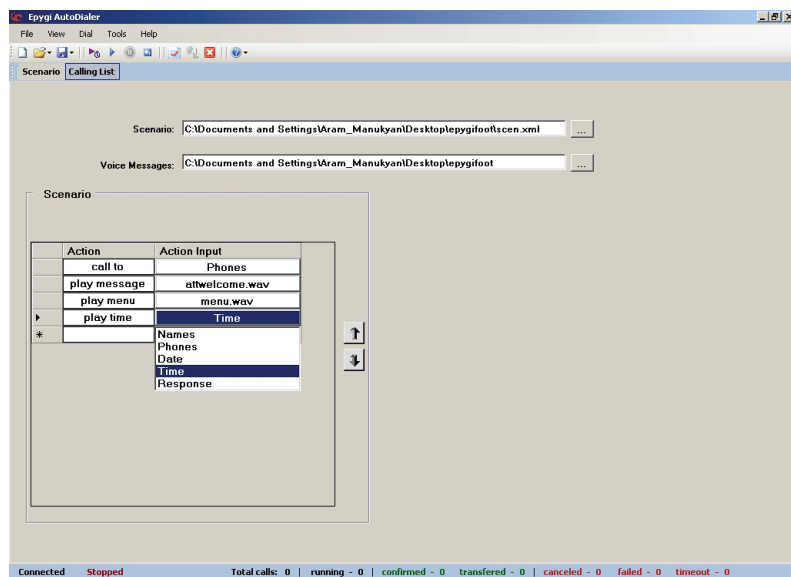 Epygi AutoDialer
File View Dial Tools Help
Scenario Calling List
Scenario: C:\Documents and Settings\Aram_Manukyan\Desktop\epygifoot\scen.xml ...
Voice Messages: C:\Documents and Settings\Aram_Manukyan\Desktop\epygifoot ...
Scenario
Action Action Input
call to Phones
play message attwelcome.wav
play menu menu.wav
play time Time
Names
Phones
Date
Time
Response
Connected Stopped Total calls: 0 | running - 0 | confirmed - 0 transfered - 0 | canceled - 0 failed - 0 timeout - 0